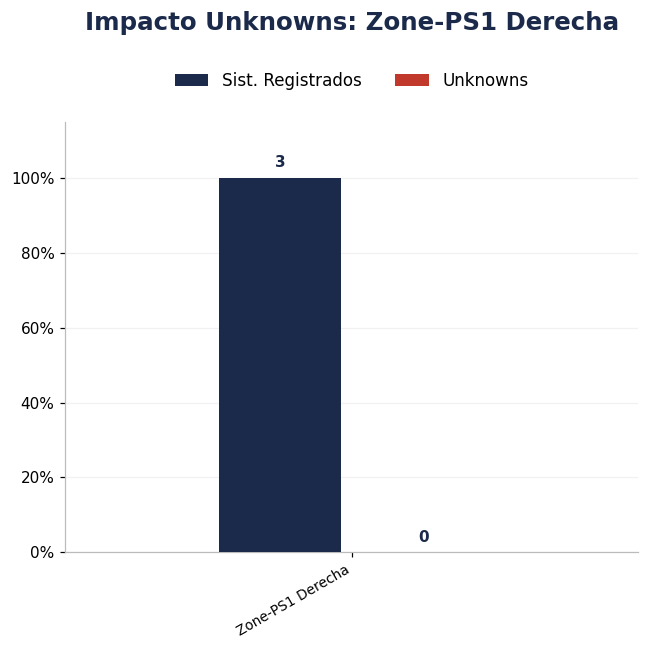 Impacto Unknowns: Zone-PS1 Derecha
Sist. Registrados Unknowns
3
100%
80%
60%
40%
20%
0
0%
Zone-PS1 Derecha